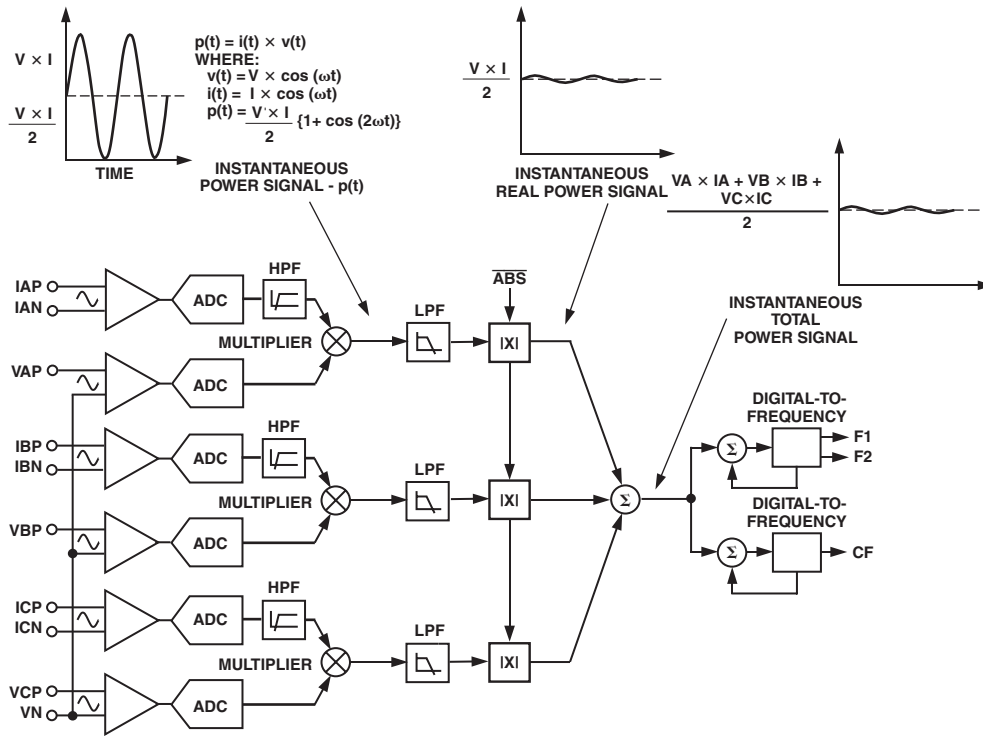 V × I
V × I
2
TIME
p(t) = i(t) × v(t)
WHERE:
v(t) = V × cos (ωt)
i(t) = I × cos (ωt)
p(t) = V × I
2
{1+ cos (2ωt)}
INSTANTANEOUS
POWER SIGNAL - p(t)
V × I
2
INSTANTANEOUS
REAL POWER SIGNAL
VA × IA + VB × IB +
VC×IC
2
INSTANTANEOUS
TOTAL
POWER SIGNAL
IAP
IAN
ADC
HPF
MULTIPLIER
LPF
ABS
|X|
VAP
ADC
IBP
IBN
ADC
HPF
MULTIPLIER
LPF
|X|
Σ
VBP
ADC
ICP
ICN
ADC
HPF
MULTIPLIER
LPF
|X|
VCP
VN
ADC
DIGITAL-TO-
FREQUENCY
Σ
F1
F2
DIGITAL-TO-
FREQUENCY
Σ
CF